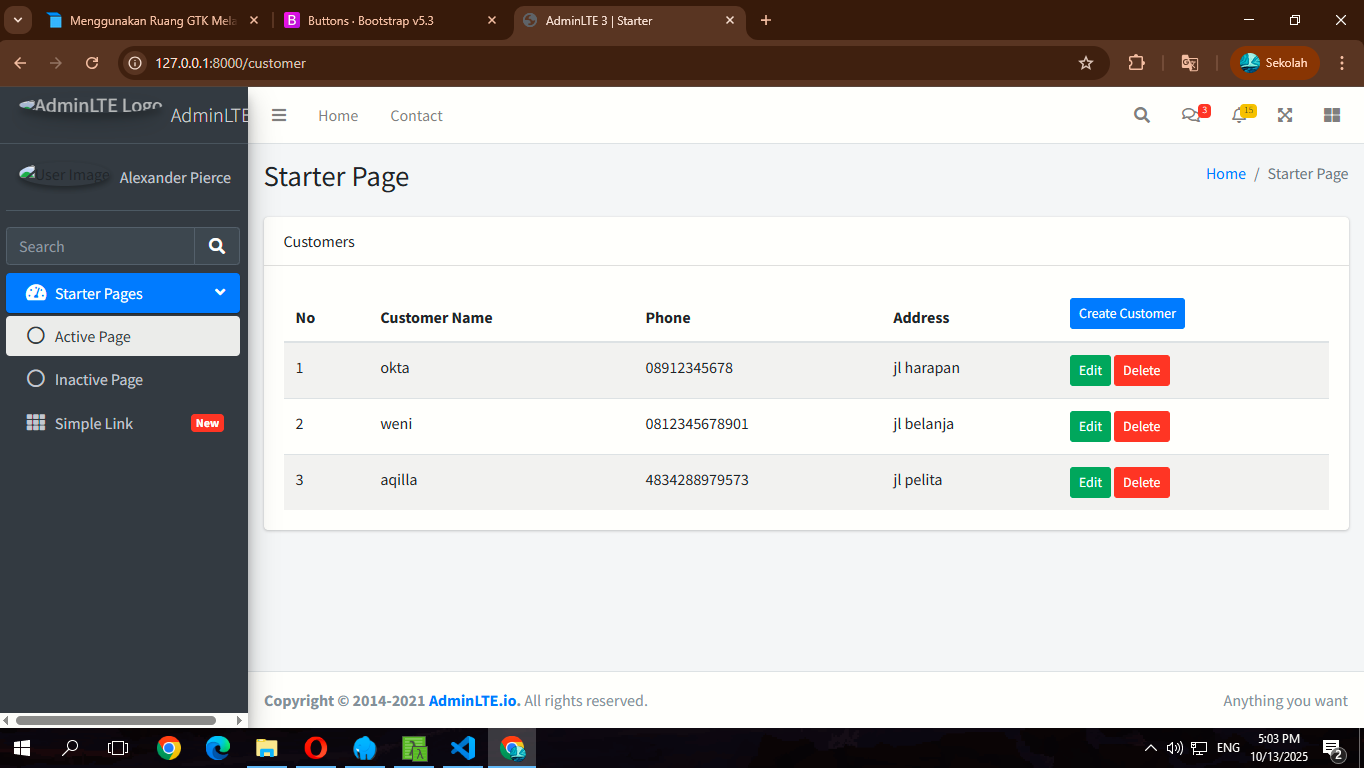 Menggunakan Ruang GTK Mela
Buttons · Bootstrap v5.3
AdminLTE 3 | Starter
127.0.0.1:8000/customer
Sekolah
AdminLTE Logo AdminLTE
Home Contact
3 15
User Image Alexander Pierce
Starter Page
Home / Starter Page
Search
Starter Pages
Active Page
Inactive Page
Simple Link New
Customers
No Customer Name Phone Address Create Customer
1 okta 08912345678 jl harapan Edit Delete
2 weni 0812345678901 jl belanja Edit Delete
3 aqilla 4834288979573 jl pelita Edit Delete
Copyright © 2014-2021 AdminLTE.io. All rights reserved. Anything you want
ENG
5:03 PM
10/13/2025
2